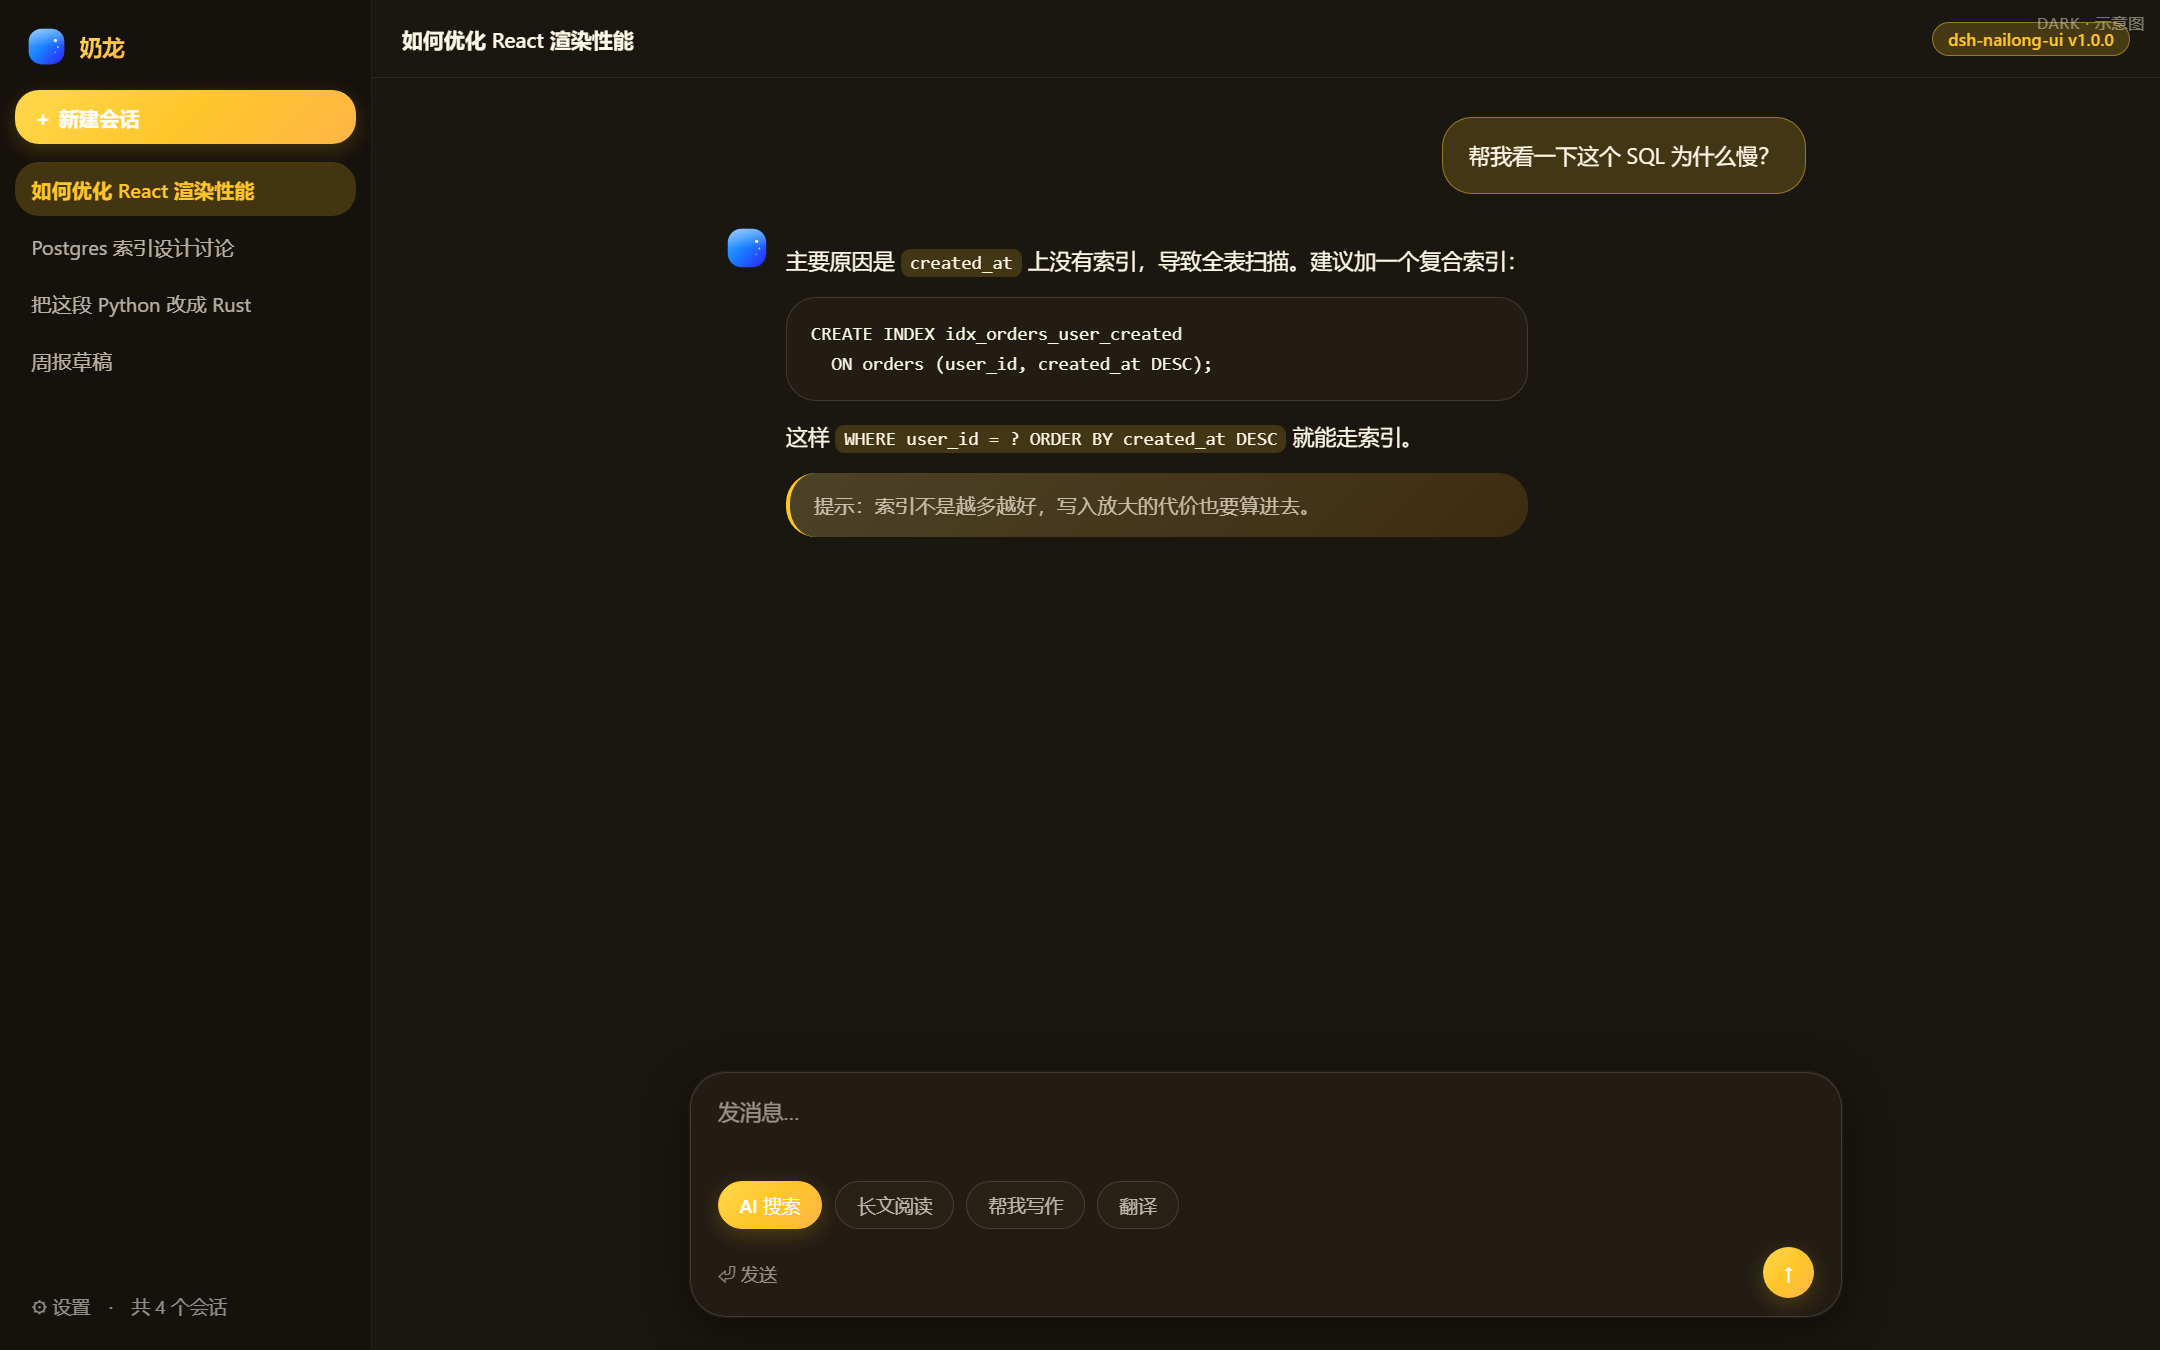 奶龙
+ 新建会话
如何优化 React 渲染性能
Postgres 索引设计讨论
把这段 Python 改成 Rust
周报草稿
⚙ 设置 · 共 4 个会话
如何优化 React 渲染性能
DARK · 示意图
dsh-nailong-ui v1.0.0
帮我看一下这个 SQL 为什么慢？
主要原因是 created_at 上没有索引，导致全表扫描。建议加一个复合索引：
CREATE INDEX idx_orders_user_created
  ON orders (user_id, created_at DESC);
这样 WHERE user_id = ? ORDER BY created_at DESC 就能走索引。
提示：索引不是越多越好，写入放大的代价也要算进去。
发消息...
AI 搜索
长文阅读
帮我写作
翻译
⏎ 发送
↑